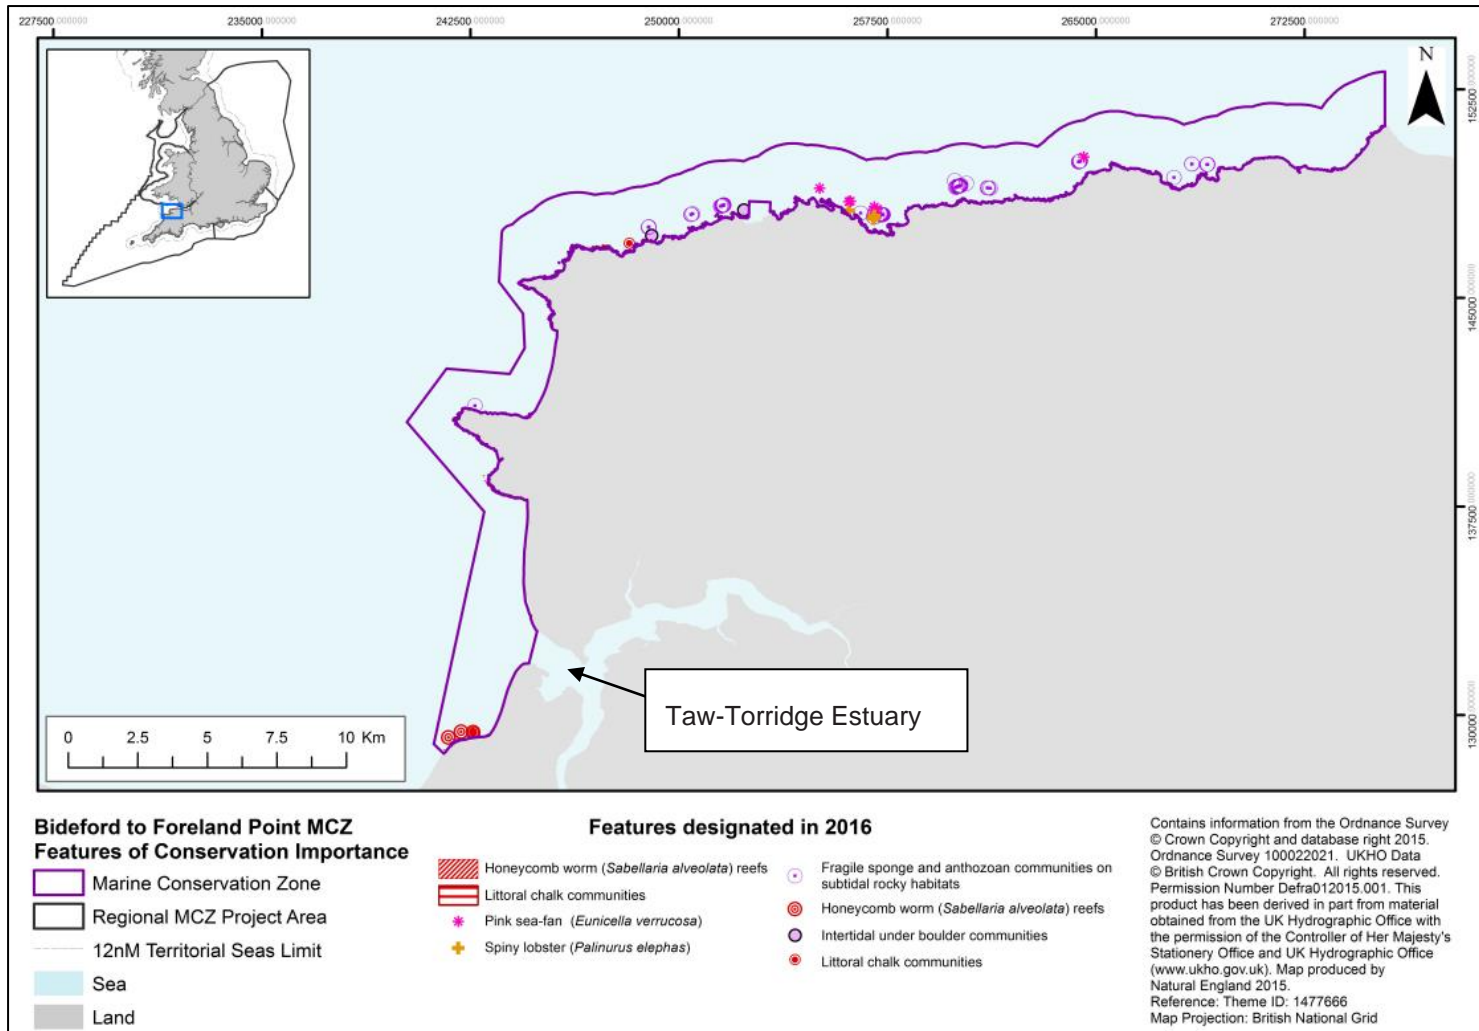 227500.000000 235000.000000 242500.000000 250000.000000 257500.000000 265000.000000 272500.000000
N
152500.000000
145000.000000
137500.000000
130000.000000
Taw-Torridge Estuary
0 2.5 5 10 Km
Bideford to Foreland Point MCZ
Features of Conservation Importance
Marine Conservation Zone
Regional MCZ Project Area
12nM Territorial Seas Limit
Sea
Land
Features designated in 2016
Honeycomb worm (Sabellaria alveolata) reefs
Littoral chalk communities
Pink sea-fan (Eunicella verrucosa)
Spiny lobster (Palinurus elephas)
Fragile sponge and anthozoan communities on
subtidal rocky habitats
Honeycomb worm (Sabellaria alveolata) reefs
Intertidal under boulder communities
Littoral chalk communities
Contains information from the Ordnance Survey
© Crown Copyright and database right 2015.
Ordnance Survey 100022021. UKHO Data
© British Crown Copyright. All rights reserved.
Permission Number Defra012015.001. This
product has been derived in part from material
obtained from the UK Hydrographic Office with
the permission of the Controller of Her Majesty's
Stationery Office and UK Hydrographic Office
(www.ukho.gov.uk). Map produced by
Natural England 2015.
Reference: Theme ID: 1477666
Map Projection: British National Grid